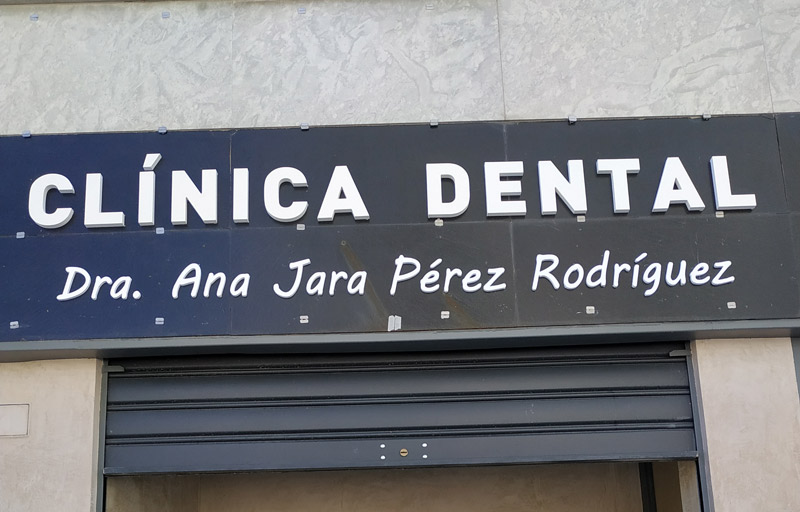 CLÍNICA DENTAL
Dra. Ana Jara Pérez Rodríguez